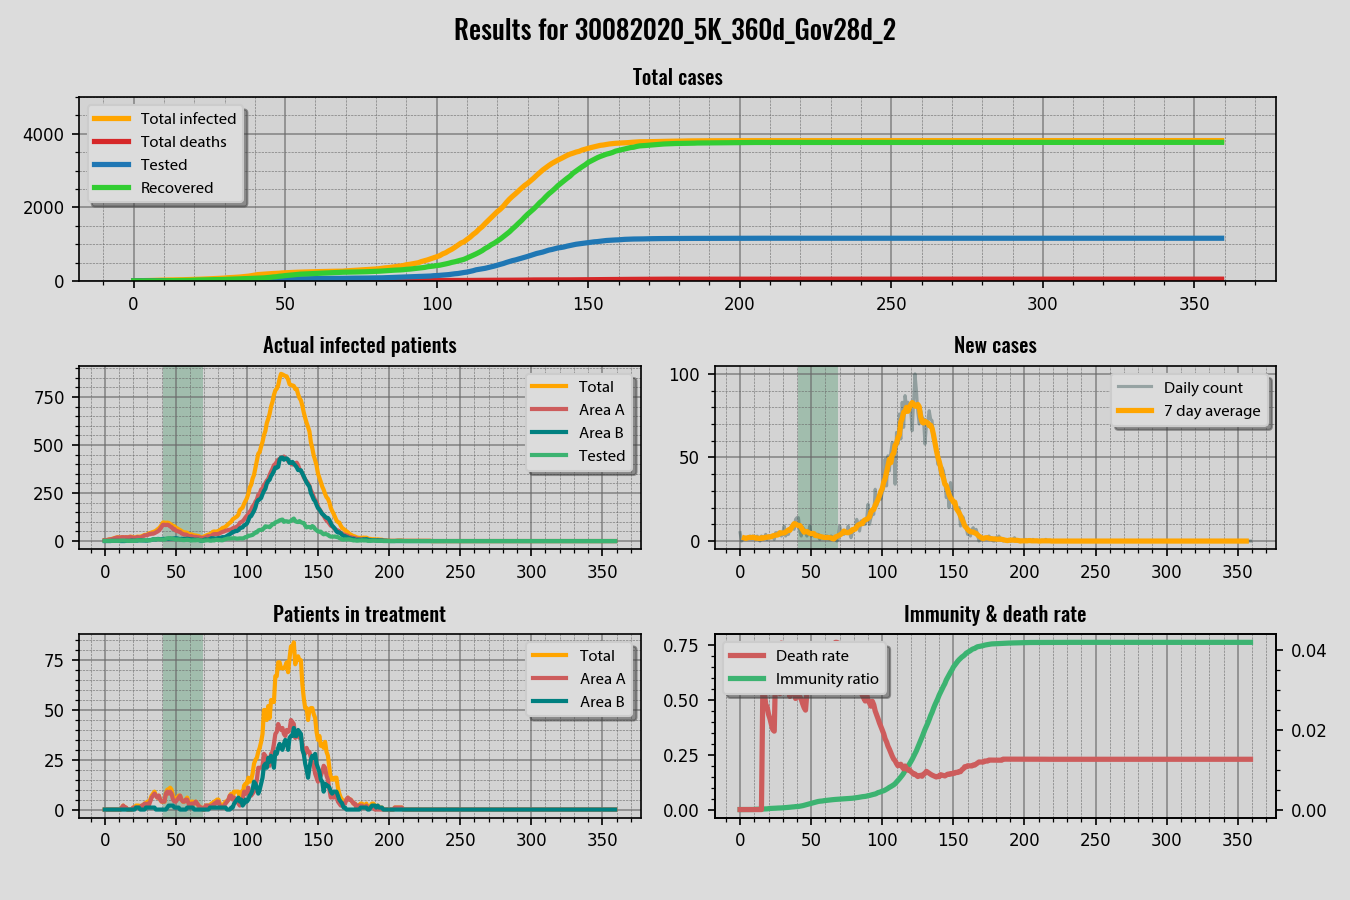 Results for 30082020_5K_360d_Gov28d_2
Total cases
Total infected
Total deaths
Tested
Recovered
4000
2000
0
0 50 100 150 200 250 300 350
Actual infected patients
Total
Area A
Area B
Tested
750
500
250
0
0 50 100 150 200 250 300 350
New cases
Daily count
7 day average
100
50
0
0 50 100 150 200 250 300 350
Patients in treatment
Total
Area A
Area B
75
50
25
0
0 50 100 150 200 250 300 350
Immunity & death rate
Death rate
Immunity ratio
0.75
0.50
0.25
0.00
0.04
0.02
0.00
0 50 100 150 200 250 300 350